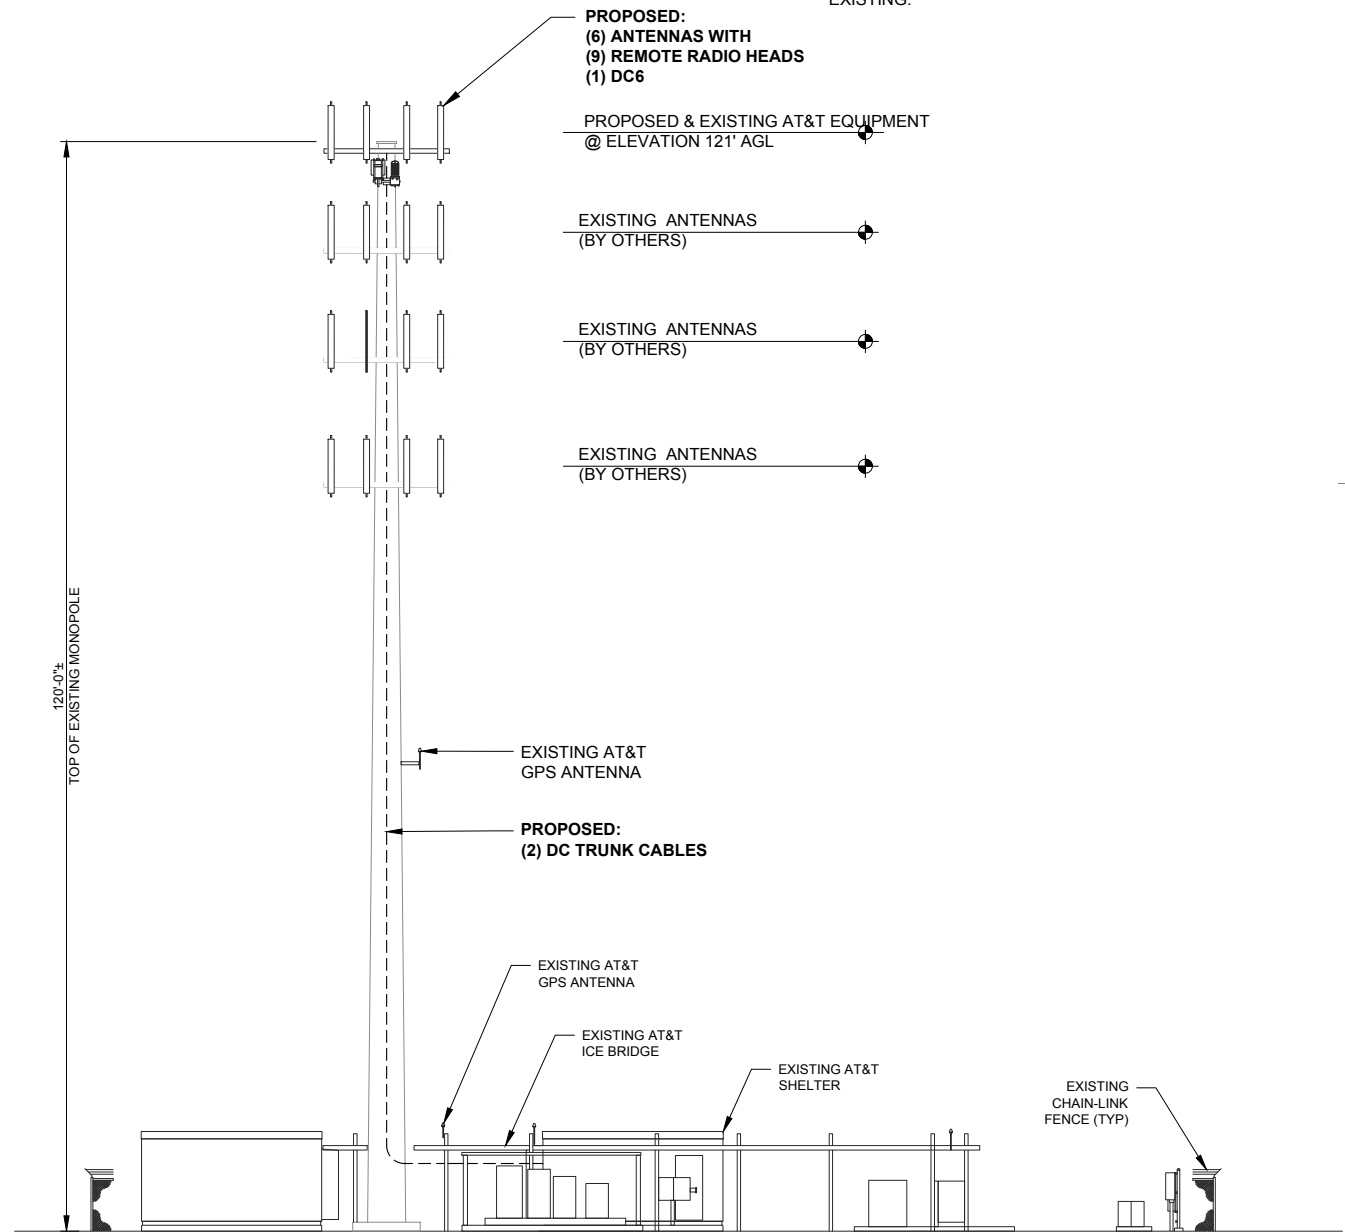 EXISTING:
PROPOSED:
(6) ANTENNAS WITH
(9) REMOTE RADIO HEADS
(1) DC6
PROPOSED & EXISTING AT&T EQUIPMENT
@ ELEVATION 121' AGL
EXISTING ANTENNAS
(BY OTHERS)
EXISTING ANTENNAS
(BY OTHERS)
EXISTING ANTENNAS
(BY OTHERS)
120'-0"±
TOP OF EXISTING MONOPOLE
EXISTING AT&T
GPS ANTENNA
PROPOSED:
(2) DC TRUNK CABLES
EXISTING AT&T
GPS ANTENNA
EXISTING AT&T
ICE BRIDGE
EXISTING AT&T
SHELTER
EXISTING
CHAIN-LINK
FENCE (TYP)